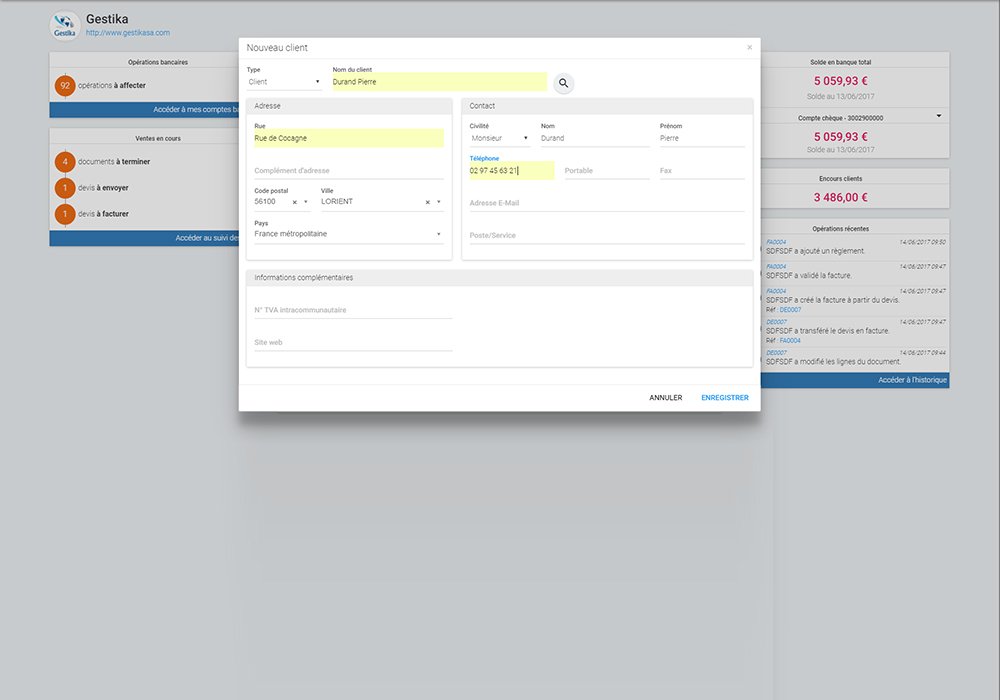 Gestika
Gestika
http://www.gestikasa.com
Opérations bancaires
92 opérations à affecter
Accéder à mes comptes ba
Ventes en cours
4 documents à terminer
1 devis à envoyer
1 devis à facturer
Accéder au suivi des
Nouveau client ×
Type
Client
Nom du client
Durand Pierre
Adresse
Rue
Rue de Cocagne
Complément d'adresse
Code postal Ville
56100 LORIENT
Pays
France métropolitaine
Contact
Civilité Nom Prénom
Monsieur Durand Pierre
Téléphone
02 97 45 63 21 Portable Fax
Adresse E-Mail
Poste/Service
Informations complémentaires
N° TVA intracommunautaire
Site web
ANNULER ENREGISTRER
Solde en banque total
5 059,93 €
Solde au 13/06/2017
Compte chèque - 3002900000
5 059,93 €
Solde au 13/06/2017
Encours clients
3 486,00 €
Opérations récentes
FA0004 14/06/2017 09:50
SDFSDF a ajouté un règlement.
FA0004 14/06/2017 09:47
SDFSDF a validé la facture.
FA0004 14/06/2017 09:47
SDFSDF a créé la facture à partir du devis.
Réf : DE0007
DE0007 14/06/2017 09:47
SDFSDF a transféré le devis en facture.
Réf : FA0004
DE0007 14/06/2017 09:44
SDFSDF a modifié les lignes du document.
Accéder à l'historique